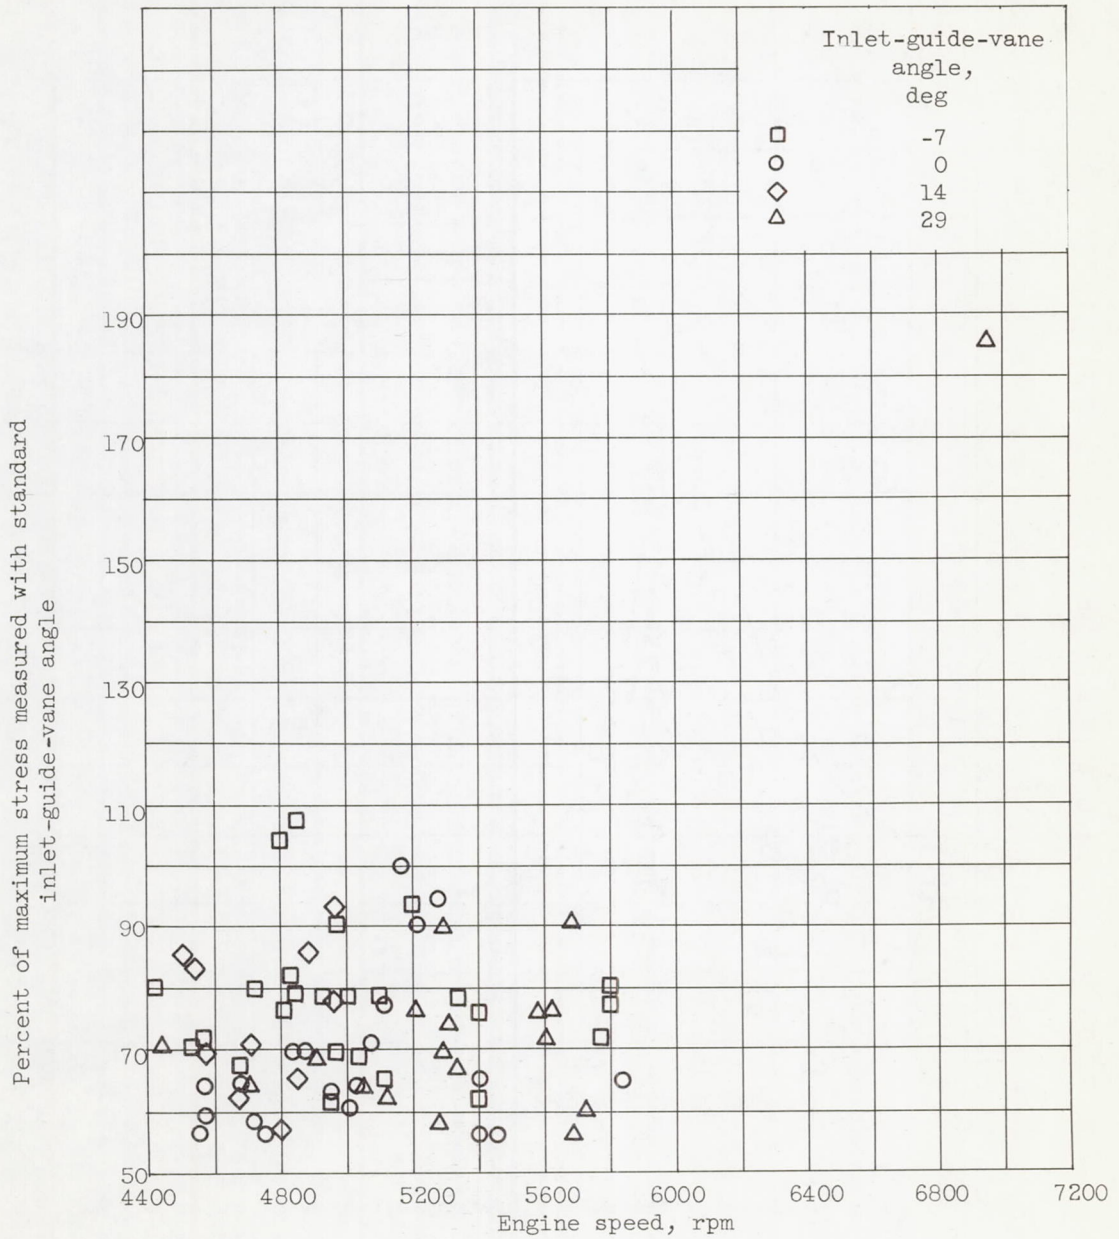 Inlet-guide-vane
angle,
deg
-7
0
14
29
190
170
150
130
110
90
70
50
4400 4800 5200 5600 6000 6400 6800 7200
Engine speed, rpm
Percent of maximum stress measured with standard
inlet-guide-vane angle